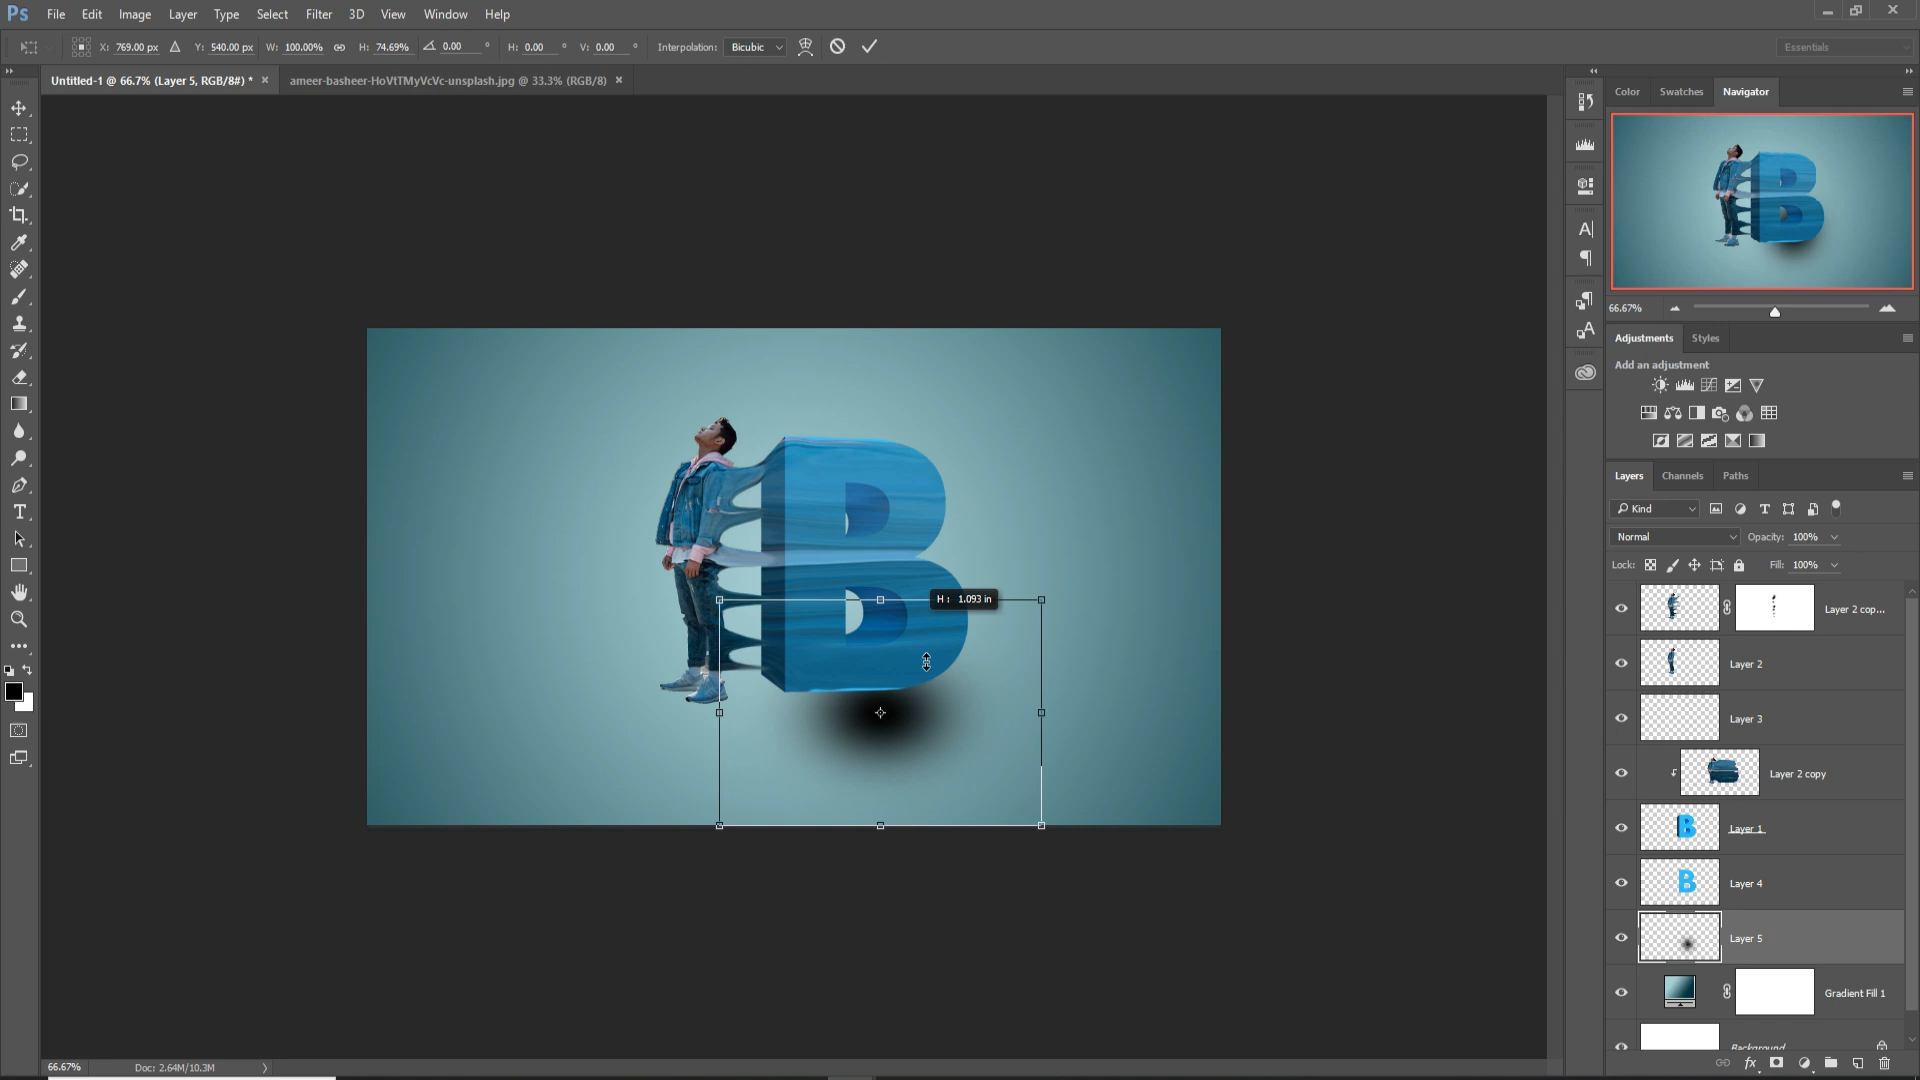 Ps File Edit Image Layer Type Select Filter 3D View Window Help
X: 769.00 px Y: 540.00 px W: 100.00% H: 74.69% 0.00 ° H: 0.00 ° V: 0.00 ° Interpolation: Bicubic Essentials
Untitled-1 @ 66.7% (Layer 5, RGB/8#) * × ameer-basheer-HoVtTMyVcVc-unsplash.jpg @ 33.3% (RGB/8) ×
Color Swatches Navigator
66.67%
Adjustments Styles
Add an adjustment
Layers Channels Paths
Kind
Normal Opacity: 100%
Lock: Fill: 100%
Layer 2 cop...
Layer 2
Layer 3
Layer 2 copy
Layer 1
Layer 4
Layer 5
Gradient Fill 1
Background
B
H : 1.093 in
66.67% Doc: 2.64M/10.3M